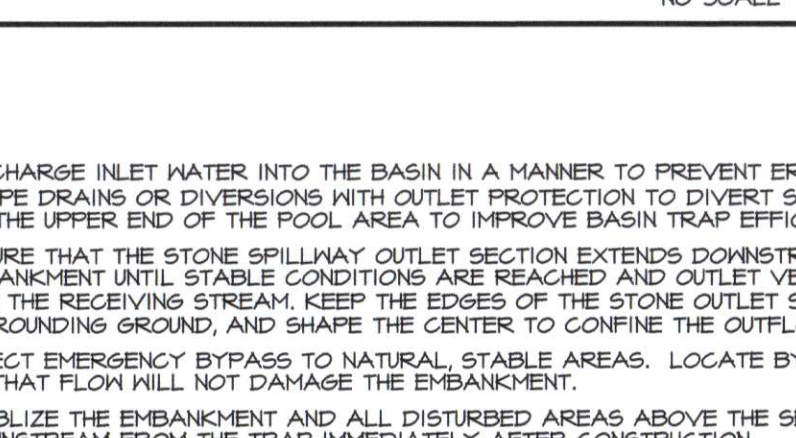 NO SCALE
CHARGE INLET WATER INTO THE BASIN IN A MANNER TO PREVENT ER
PE DRAINS OR DIVERSIONS WITH OUTLET PROTECTION TO DIVERT S
THE UPPER END OF THE POOL AREA TO IMPROVE BASIN TRAP EFFIC
URE THAT THE STONE SPILLWAY OUTLET SECTION EXTENDS DOWNSTR
ANKMENT UNTIL STABLE CONDITIONS ARE REACHED AND OUTLET VE
THE RECEIVING STREAM. KEEP THE EDGES OF THE STONE OUTLET S
ROUNDING GROUND, AND SHAPE THE CENTER TO CONFINE THE OUTFL
ECT EMERGENCY BYPASS TO NATURAL, STABLE AREAS. LOCATE BY
THAT FLOW WILL NOT DAMAGE THE EMBANKMENT.
BLIZE THE EMBANKMENT AND ALL DISTURBED AREAS ABOVE THE SE
NSTREAM FROM THE TRAP IMMEDIATELY AFTER CONSTRUCTION